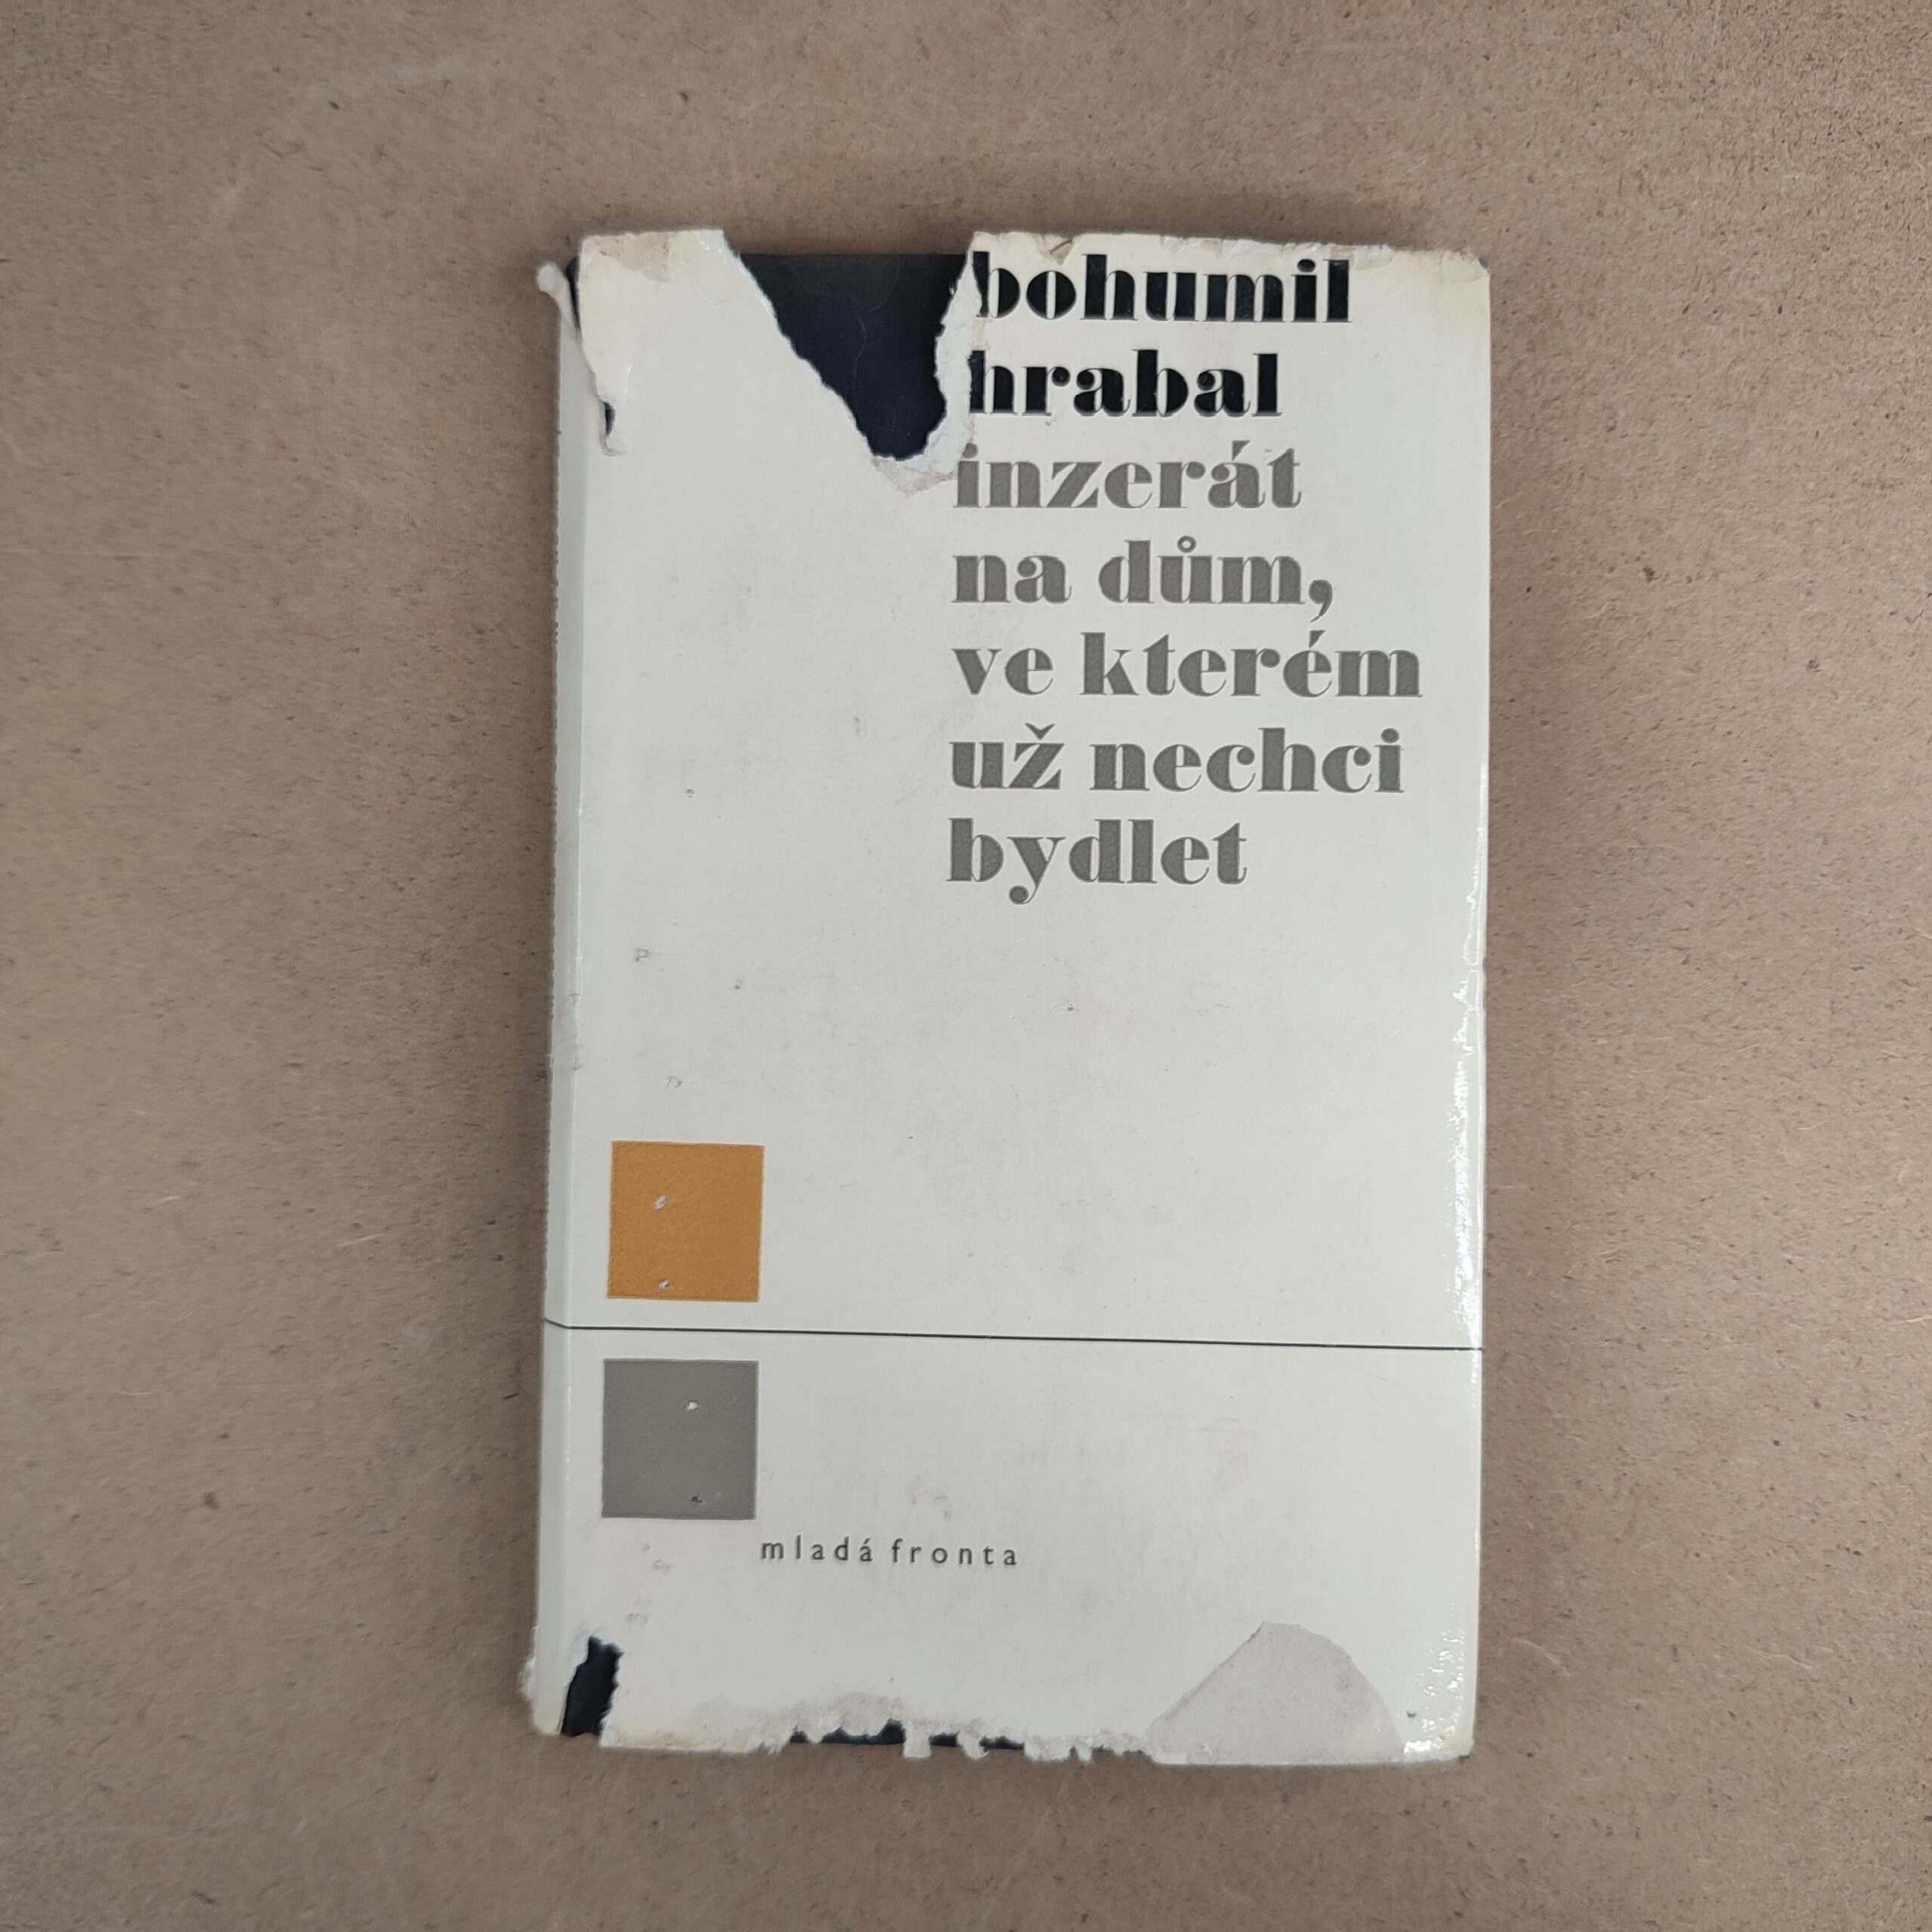 bohumil
hrabal
inzerát
na dům,
ve kterém
už nechci
bydlet
mladá fronta